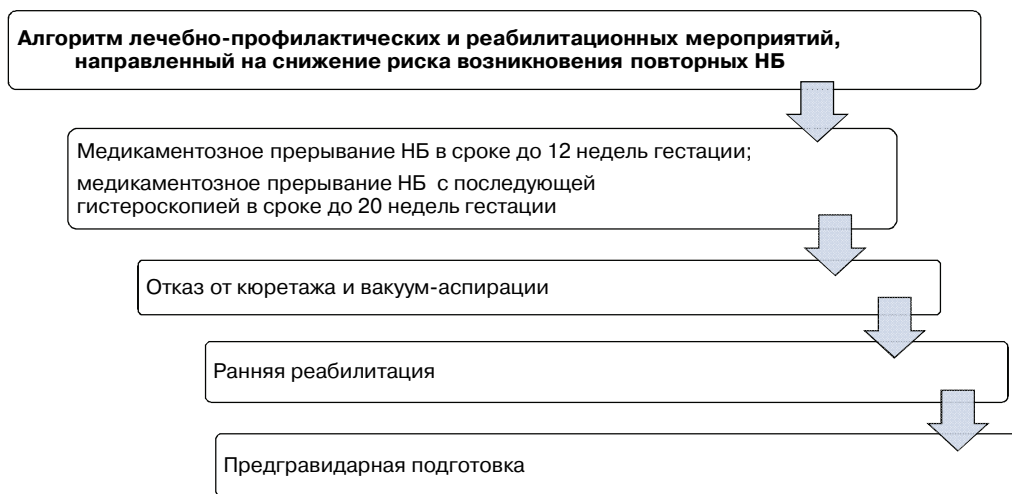 Алгоритм лечебно-профилактических и реабилитационных мероприятий,
направленный на снижение риска возникновения повторных НБ
Медикаментозное прерывание НБ в сроке до 12 недель гестации;
медикаментозное прерывание НБ с последующей
гистероскопией в сроке до 20 недель гестации
Отказ от кюретажа и вакуум-аспирации
Ранняя реабилитация
Предгравидарная подготовка